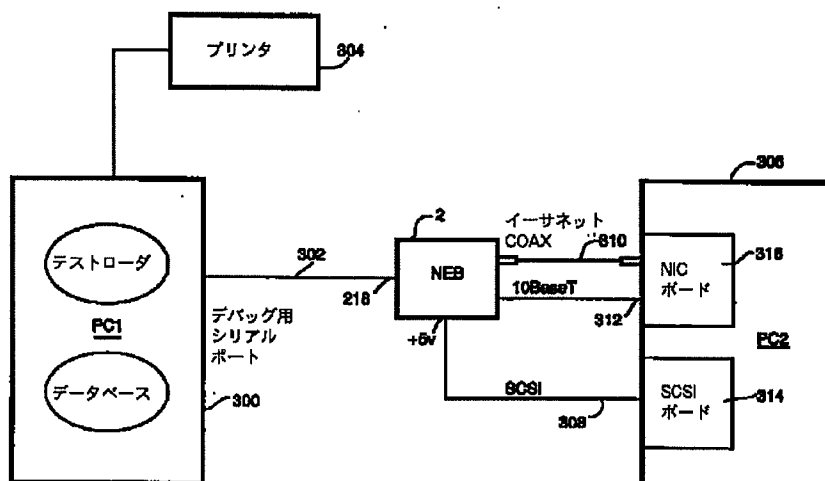 プリンタ
304
306
2
イーサネット
COAX
310
テストローダ
302
NEB
NIC
ボード
316
218
10BaseT
PC1
デバッグ用
シリアル
ポート
+5v
312
PC2
データベース
300
SCSI
308
SCSI
ボード
314